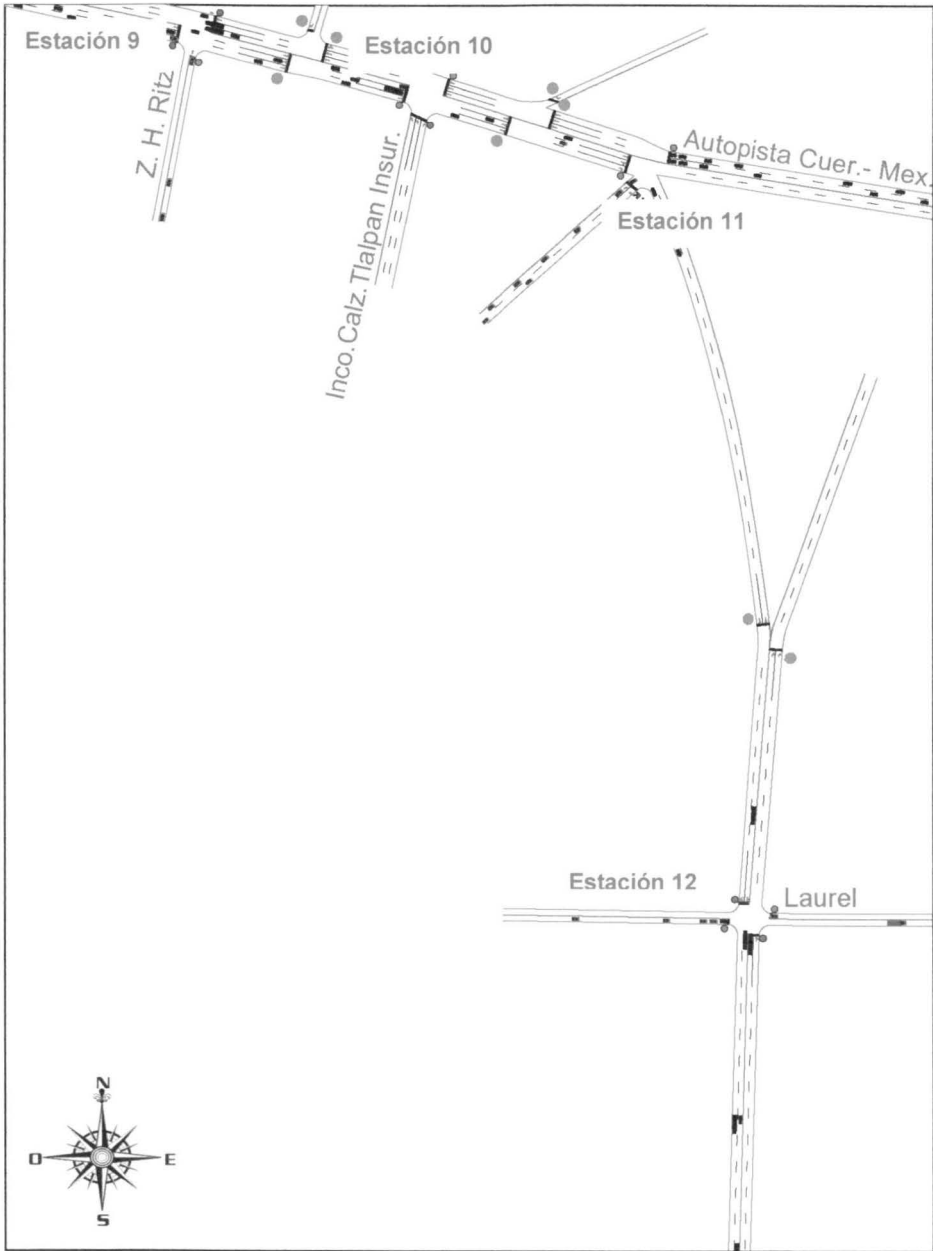 Estación 9
Estación 10
Z. H. Ritz
Inco. Calz. Tlalpan Insur.
Autopista Cuer.- Mex.
Estación 11
Estación 12
Laurel
N
O
E
S